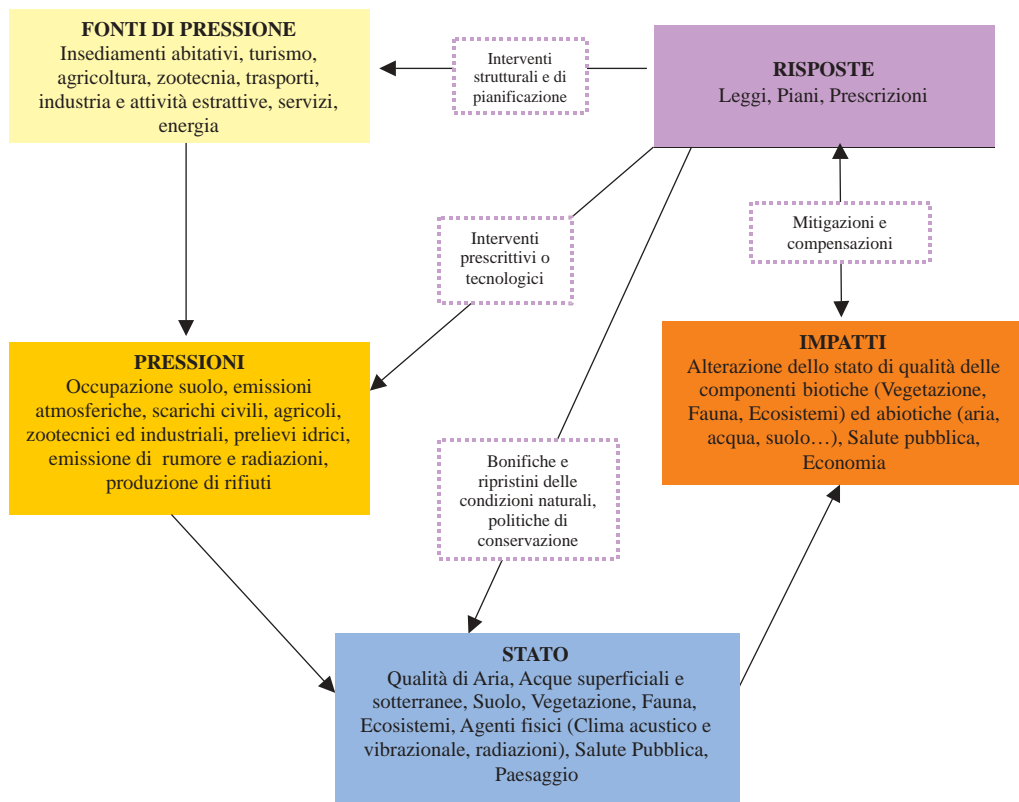 FONTI DI PRESSIONE
Insediamenti abitativi, turismo,
agricoltura, zootecnia, trasporti,
industria e attività estrattive, servizi,
energia
Interventi
strutturali e di
pianificazione
RISPOSTE
Leggi, Piani, Prescrizioni
Interventi
prescrittivi o
tecnologici
Mitigazioni e
compensazioni
PRESSIONI
Occupazione suolo, emissioni
atmosferiche, scarichi civili, agricoli,
zootecnici ed industriali, prelievi idrici,
emissione di rumore e radiazioni,
produzione di rifiuti
IMPATTI
Alterazione dello stato di qualità delle
componenti biotiche (Vegetazione,
Fauna, Ecosistemi) ed abiotiche (aria,
acqua, suolo…), Salute pubblica,
Economia
Bonifiche e
ripristini delle
condizioni naturali,
politiche di
conservazione
STATO
Qualità di Aria, Acque superficiali e
sotterranee, Suolo, Vegetazione, Fauna,
Ecosistemi, Agenti fisici (Clima acustico e
vibrazionale, radiazioni), Salute Pubblica,
Paesaggio